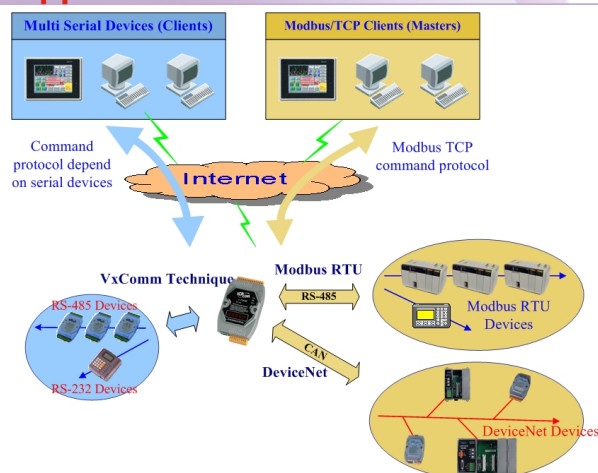 Multi Serial Devices (Clients)
Modbus/TCP Clients (Masters)
Command
protocol depend
on serial devices
Modbus TCP
command protocol
Internet
VxComm Technique
Modbus RTU
RS-485
RS-485 Devices
RS-232 Devices
CAN
DeviceNet
Modbus RTU
Devices
DeviceNet Devices